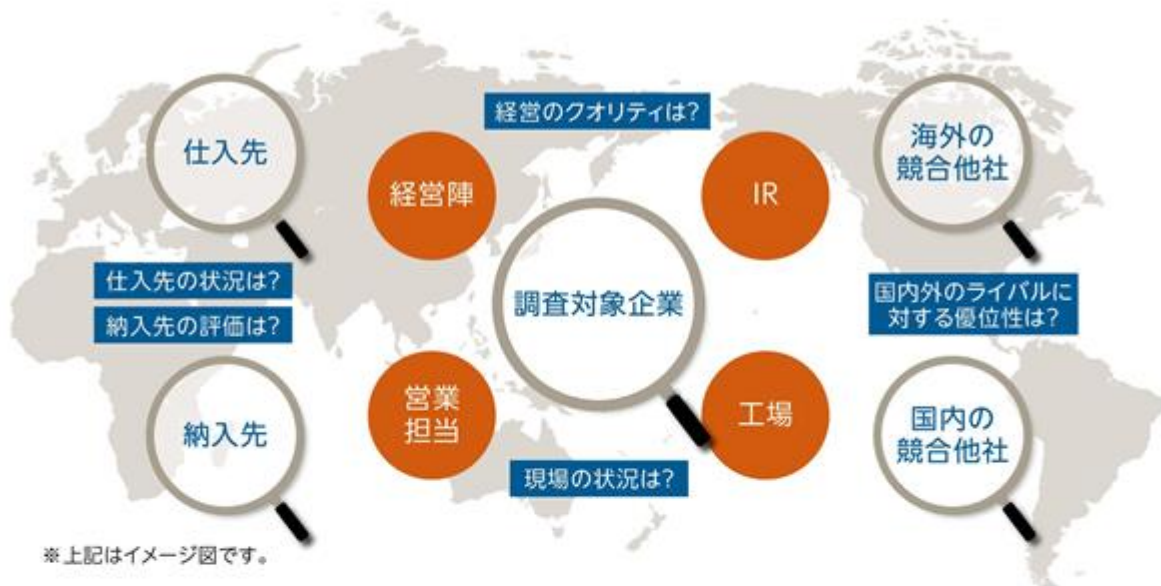 経営のクオリティは?
仕入先
経営陣
IR
海外の
競合他社
調査対象企業
仕入先の状況は?
納入先の評価は?
国内外のライバルに
対する優位性は?
納入先
営業
担当
工場
国内の
競合他社
現場の状況は?
※上記はイメージ図です。